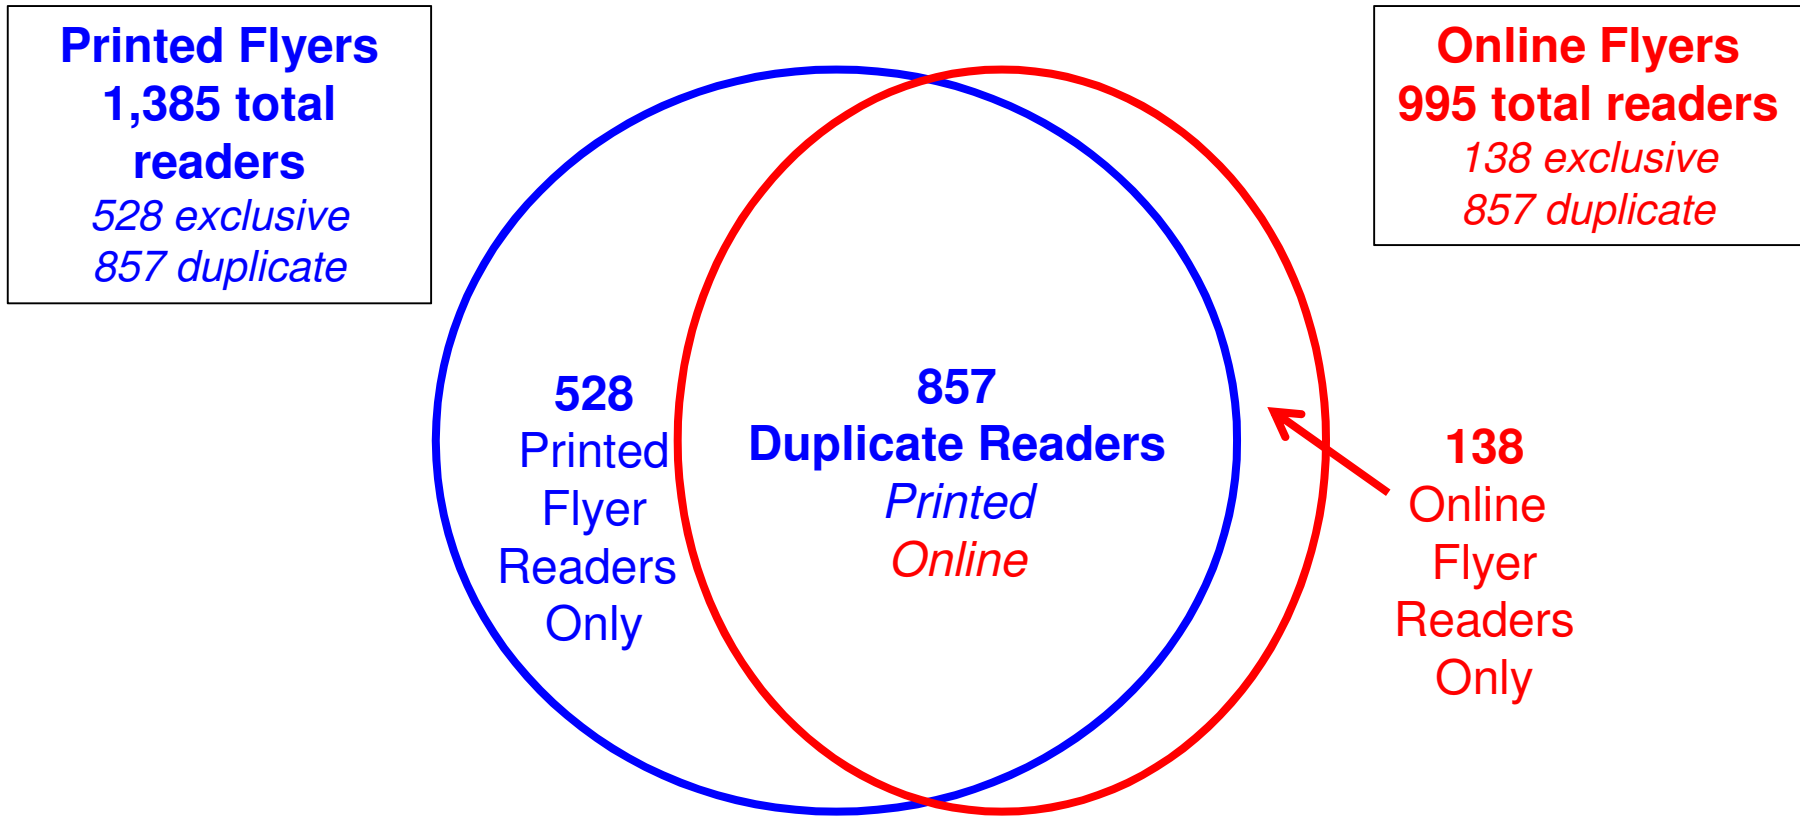 Printed Flyers
1,385 total
readers
528 exclusive
857 duplicate
Online Flyers
995 total readers
138 exclusive
857 duplicate
528
Printed
Flyer
Readers
Only
857
Duplicate Readers
Printed
Online
138
Online
Flyer
Readers
Only